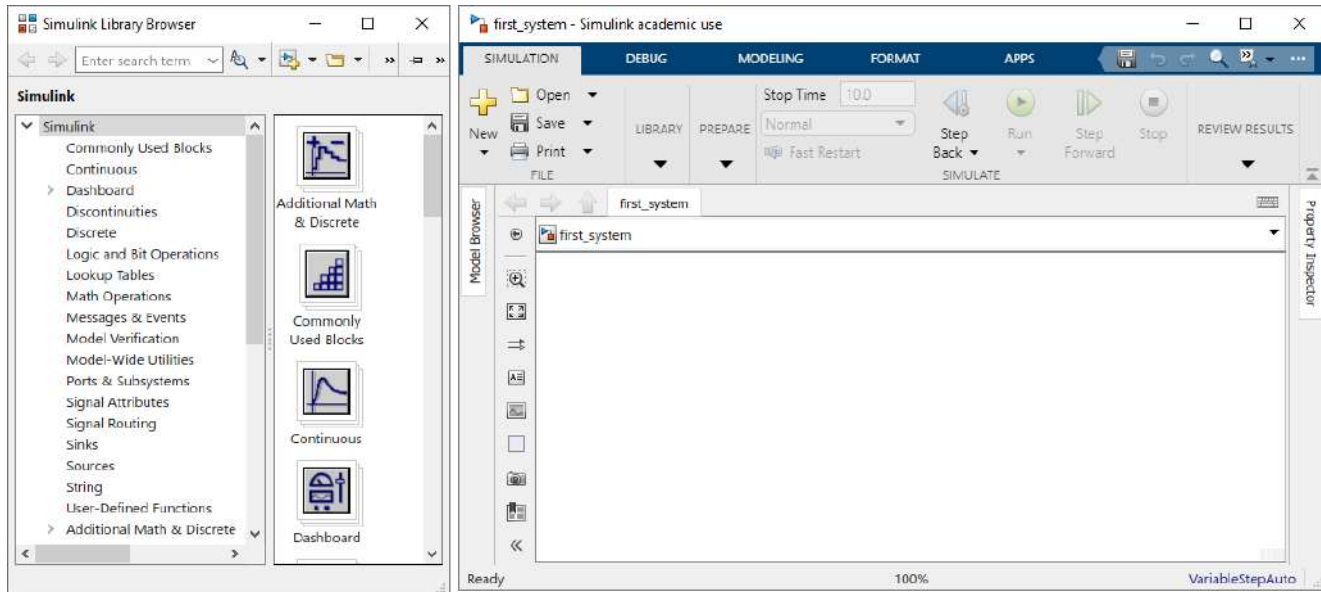 Simulink Library Browser
Enter search term
Simulink
Simulink
Commonly Used Blocks
Continuous
Dashboard
Discontinuities
Discrete
Logic and Bit Operations
Lookup Tables
Math Operations
Messages & Events
Model Verification
Model-Wide Utilities
Ports & Subsystems
Signal Attributes
Signal Routing
Sinks
Sources
String
User-Defined Functions
Additional Math & Discrete
Additional Math
& Discrete
Commonly
Used Blocks
Continuous
Dashboard
first_system - Simulink academic use
SIMULATION DEBUG MODELING FORMAT APPS
New
Open
Save
Print
FILE
LIBRARY
PREPARE
Stop Time 10.0
Normal
Fast Restart
Step
Back
Run
Step
Forward
Stop
SIMULATE
REVIEW RESULTS
Model Browser
first_system
first_system
Property Inspector
Ready 100% VariableStepAuto